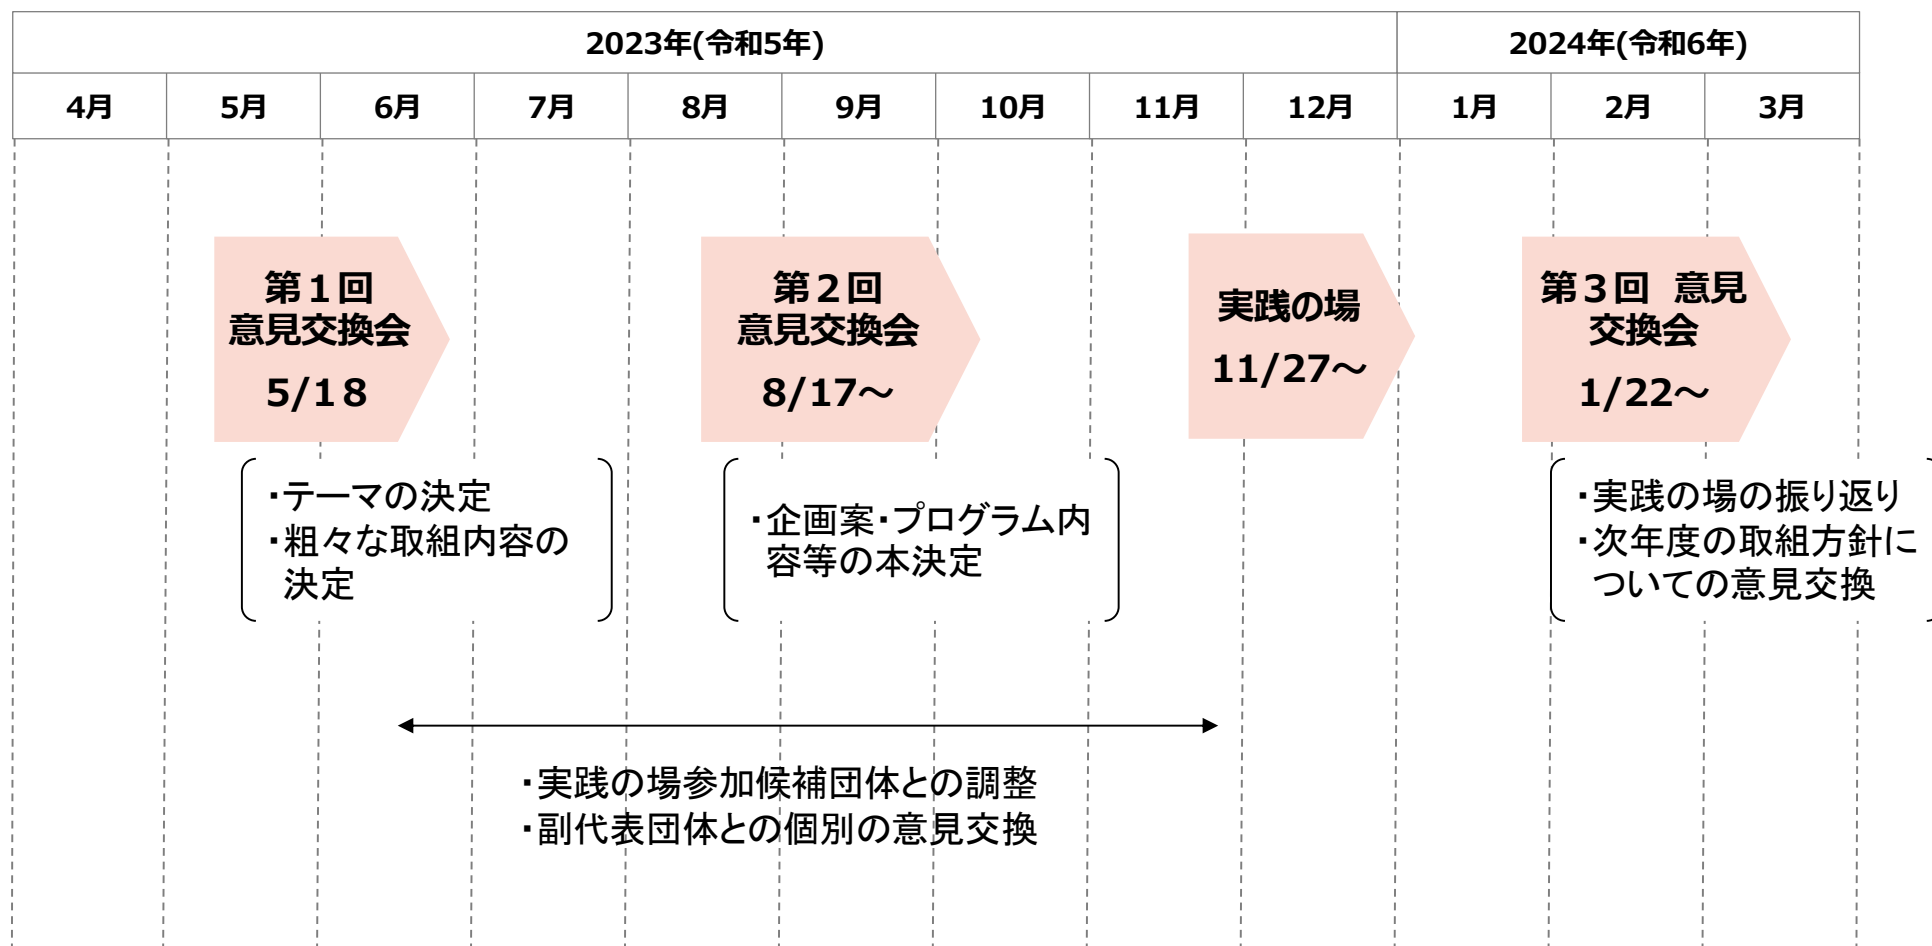 2023年(令和5年)
2024年(令和6年)
4月
5月
6月
7月
8月
9月
10月
11月
12月
1月
2月
3月
第１回
意見交換会
5/1８
第２回
意見交換会
8/17～
実践の場
11/27～
第３回 意見
交換会
1/22～
・テーマの決定
・粗々な取組内容の
決定
・企画案・プログラム内
容等の本決定
・実践の場の振り返り
・次年度の取組方針に
ついての意見交換
・実践の場参加候補団体との調整
・副代表団体との個別の意見交換